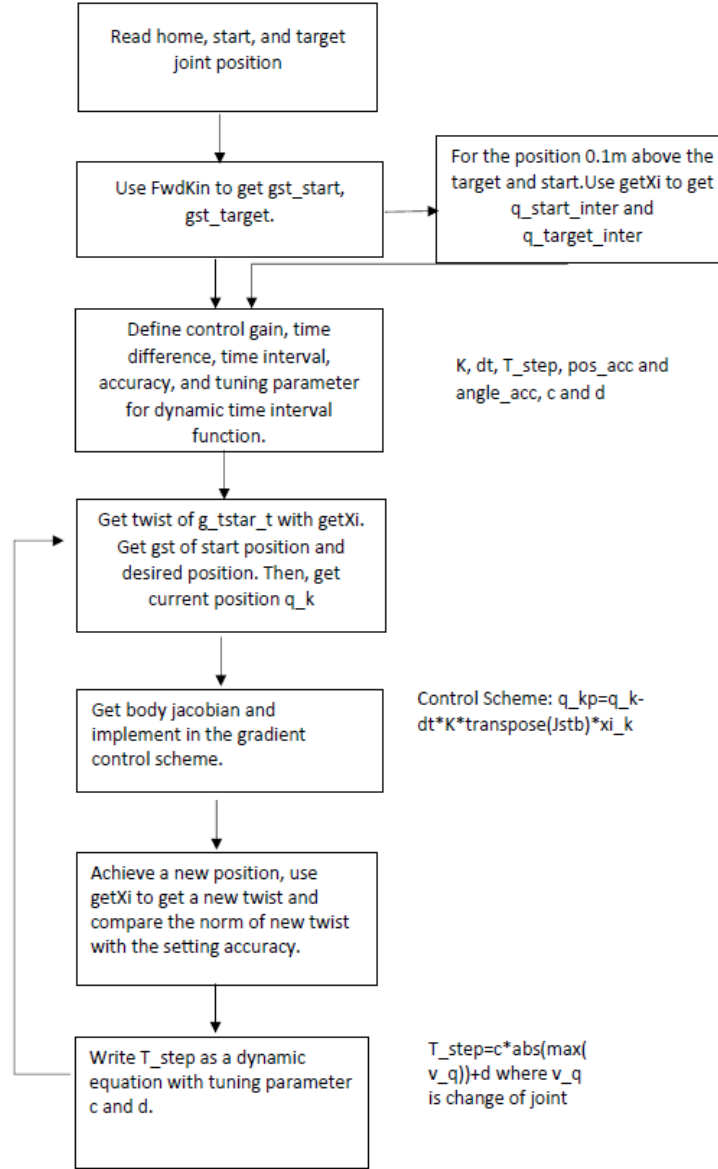 Read home, start, and target
joint position
Use FwdKin to get gst_start,
gst_target.
For the position 0.1m above the
target and start.Use getXi to get
q_start_inter and
q_target_inter
Define control gain, time
difference, time interval,
accuracy, and tuning parameter
for dynamic time interval
function.
K, dt, T_step, pos_acc and
angle_acc, c and d
Get twist of g_tstar_t with getXi.
Get gst of start position and
desired position. Then, get
current position q_k
Get body jacobian and
implement in the gradient
control scheme.
Control Scheme: q_kp=q_k-
dt*K*transpose(Jstb)*xi_k
Achieve a new position, use
getXi to get a new twist and
compare the norm of new twist
with the setting accuracy.
Write T_step as a dynamic
equation with tuning parameter
c and d.
T_step=c*abs(max(
v_q))+d where v_q
is change of joint